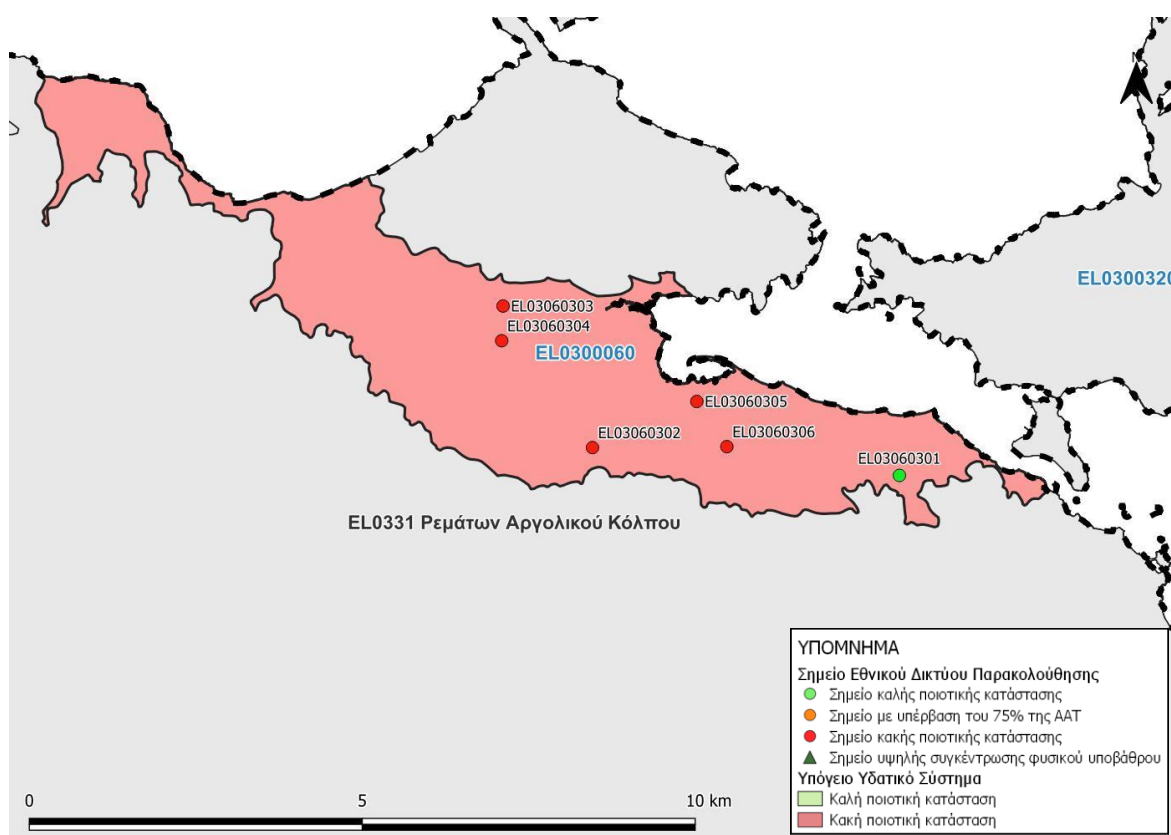 N
EL0300320
EL03060303
EL03060304
EL0300060
EL03060305
EL03060302
EL03060306
EL03060301
EL0331 Ρεμάτων Αργολικού Κόλπου
ΥΠΟΜΝΗΜΑ
Σημείο Εθνικού Δικτύου Παρακολούθησης
Σημείο καλής ποιοτικής κατάστασης
Σημείο με υπέρβαση του 75% της ΑΑΤ
Σημείο κακής ποιοτικής κατάστασης
Σημείο υψηλής συγκέντρωσης φυσικού υποβάθρου
Υπόγειο Υδατικό Σύστημα
Καλή ποιοτική κατάσταση
Κακή ποιοτική κατάσταση
0 5 10 km